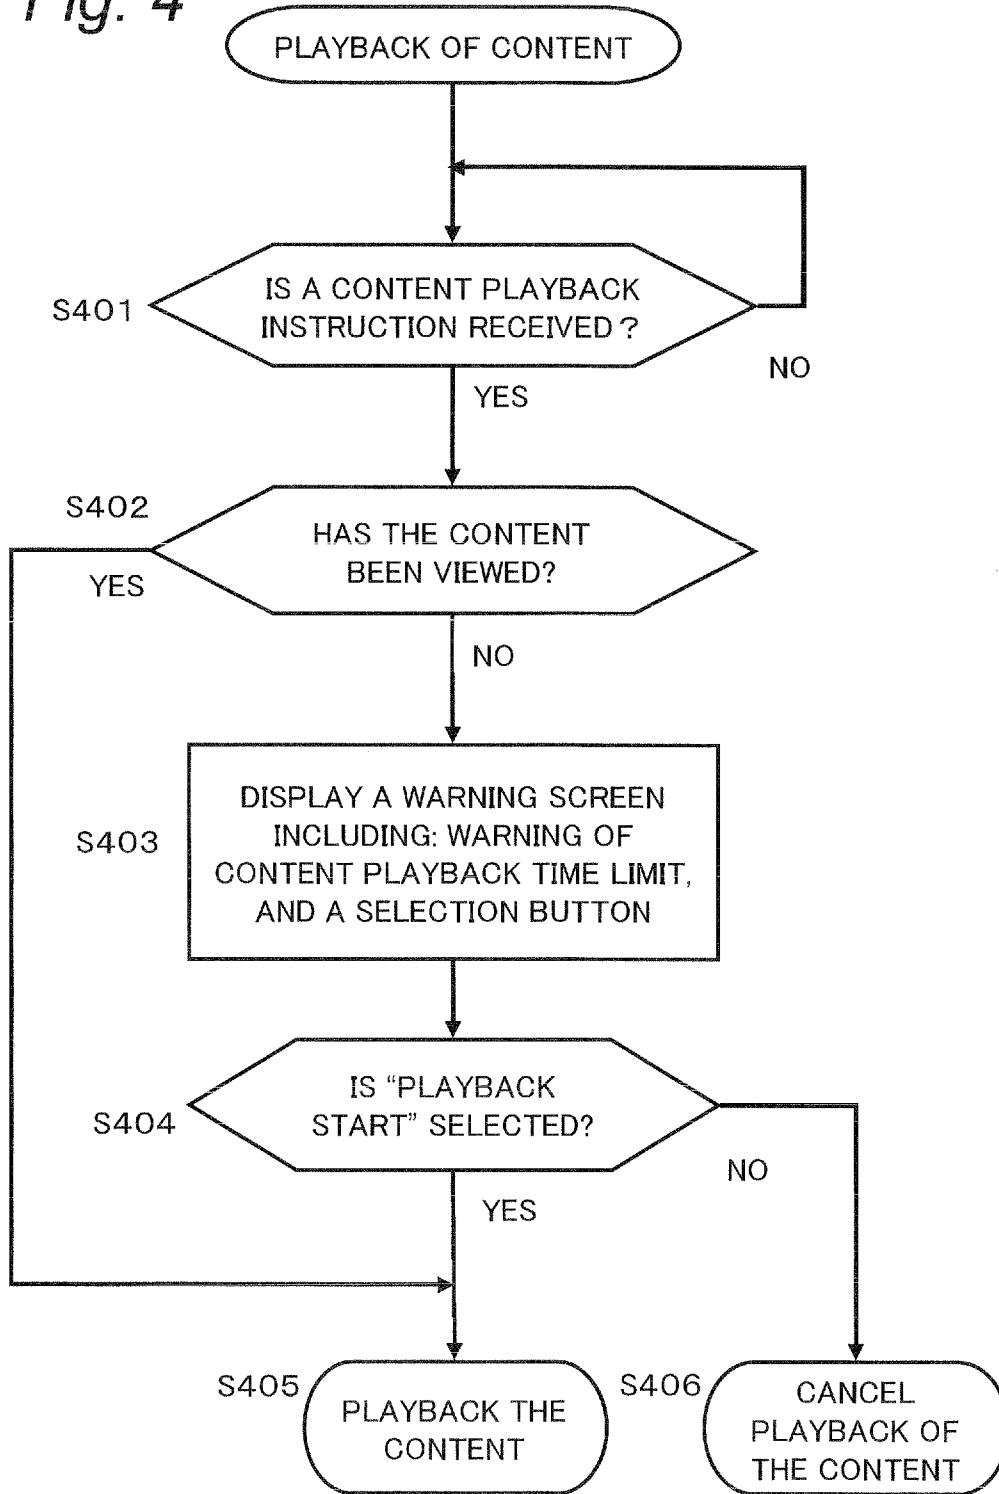 Fig. 4
PLAYBACK OF CONTENT
S401
IS A CONTENT PLAYBACK
INSTRUCTION RECEIVED?
NO
YES
S402
HAS THE CONTENT
BEEN VIEWED?
YES
NO
S403
DISPLAY A WARNING SCREEN
INCLUDING: WARNING OF
CONTENT PLAYBACK TIME LIMIT,
AND A SELECTION BUTTON
S404
IS “PLAYBACK
START” SELECTED?
NO
YES
S405
PLAYBACK THE
CONTENT
S406
CANCEL
PLAYBACK OF
THE CONTENT